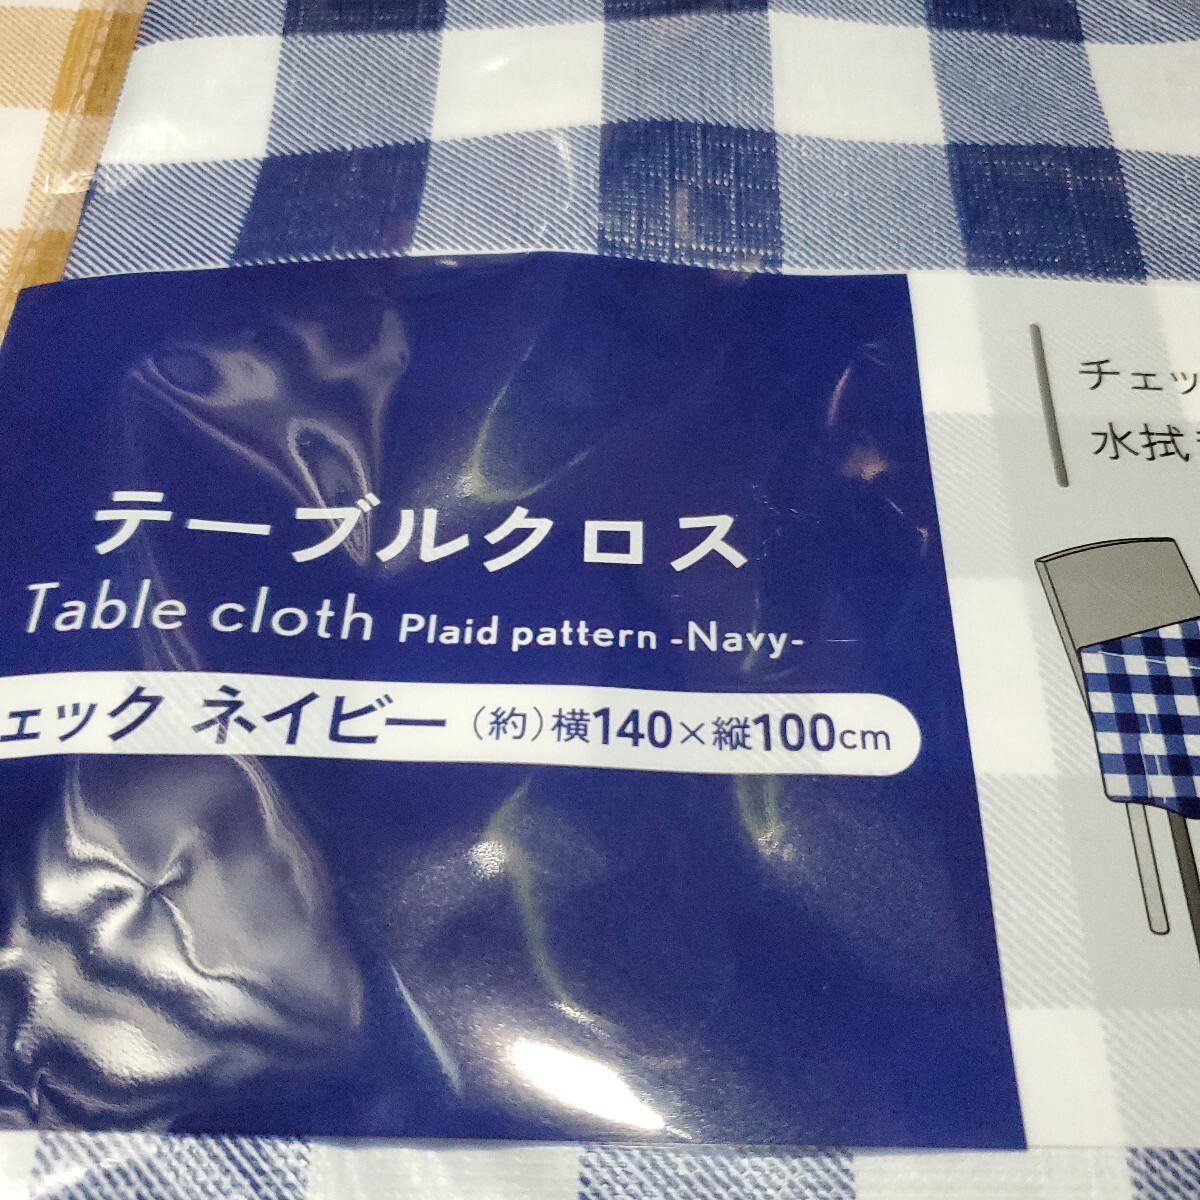 テーブルクロス
Table cloth Plaid pattern -Navy-
ェック ネイビー (約)横140×縦100cm
チェッ
水拭